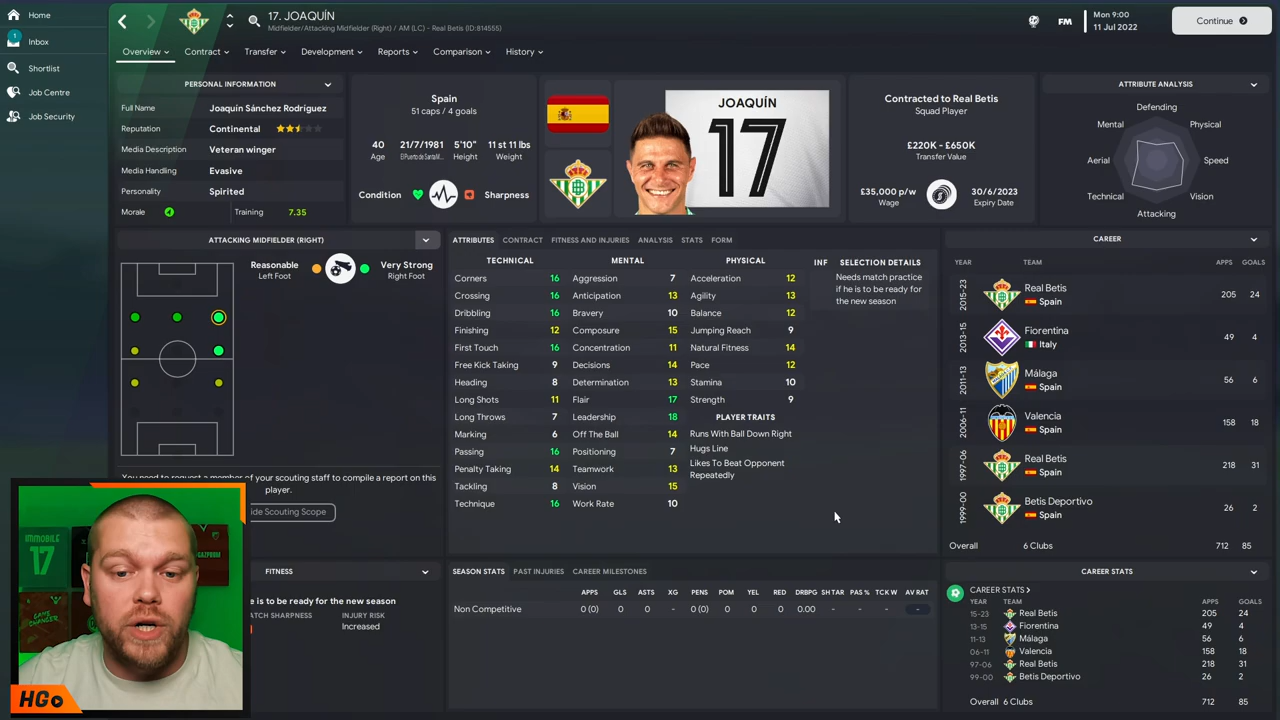 Home
1
Inbox
Shortlist
Job Centre
Job Security
17. JOAQUÍN
Midfielder/Attacking Midfielder (Right) / AM (LC) - Real Betis (ID:814555)
FM
Mon 9:00
11 Jul 2022
Continue
Overview
Contract
Transfer
Development
Reports
Comparison
History
PERSONAL INFORMATION
Full Name Joaquín Sánchez Rodríguez
Reputation Continental
Media Description Veteran winger
Media Handling Evasive
Personality Spirited
Morale Training 7.35
Spain
51 caps / 4 goals
40 21/7/1981 5'10" 11 st 11 lbs
Age Height Weight
Condition Sharpness
JOAQUÍN
17
Contracted to Real Betis
Squad Player
£220K - £650K
Transfer Value
£35,000 p/w 30/6/2023
Wage Expiry Date
ATTRIBUTE ANALYSIS
Defending
Mental Physical
Aerial Speed
Technical Vision
Attacking
ATTACKING MIDFIELDER (RIGHT)
Reasonable Very Strong
Left Foot Right Foot
You need to request a member of your scouting staff to compile a report on this
player.
ide Scouting Scope
ATTRIBUTES CONTRACT FITNESS AND INJURIES ANALYSIS STATS FORM
TECHNICAL MENTAL PHYSICAL
Corners 16 Aggression 7 Acceleration 12
Crossing 16 Anticipation 13 Agility 13
Dribbling 16 Bravery 10 Balance 12
Finishing 12 Composure 15 Jumping Reach 9
First Touch 16 Concentration 11 Natural Fitness 14
Free Kick Taking 9 Decisions 14 Pace 12
Heading 8 Determination 13 Stamina 10
Long Shots 11 Flair 17 Strength 9
Long Throws 7 Leadership 18 PLAYER TRAITS
Marking 6 Off The Ball 14 Runs With Ball Down Right
Passing 16 Positioning 7 Hugs Line
Penalty Taking 14 Teamwork 13 Likes To Beat Opponent
Repeatedly
Tackling 8 Vision 15
Technique 16 Work Rate 10
INF SELECTION DETAILS
Needs match practice
if he is to be ready for
the new season
CAREER
YEAR TEAM APPS GOALS
2015-23 Real Betis 205 24
Spain
2013-15 Fiorentina 49 4
Italy
2011-13 Málaga 56 6
Spain
2006-11 Valencia 158 18
Spain
1997-06 Real Betis 218 31
Spain
1999-00 Betis Deportivo 26 2
Spain
Overall 6 Clubs 712 85
FITNESS
e is to be ready for the new season
ATCH SHARPNESS INJURY RISK
Increased
SEASON STATS PAST INJURIES CAREER MILESTONES
APPS GLS ASTS XG PENS POM YEL RED DRBPG SH TAR PAS % TCK W AV RAT
Non Competitive 0 (0) 0 0 - 0 (0) 0 0 0 0.00 - - - -
CAREER STATS
CAREER STATS >
YEAR TEAM APPS GOALS
15-23 Real Betis 205 24
13-15 Fiorentina 49 4
11-13 Málaga 56 6
06-11 Valencia 158 18
97-06 Real Betis 218 31
99-00 Betis Deportivo 26 2
Overall 6 Clubs 712 85
IMMOBILE
17
GAZPROM
GAME
CHANGER
HG